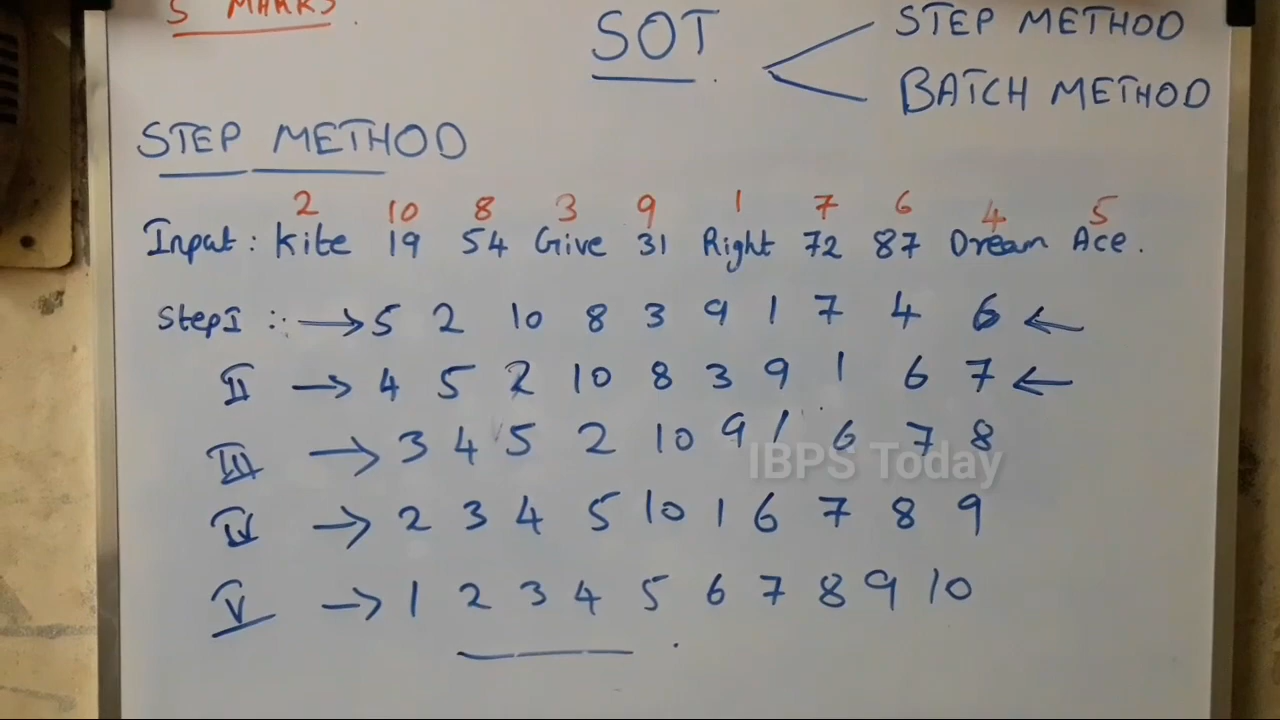 5 MARKS.
SOT
STEP METHOD
BATCH METHOD
STEP METHOD
2 10 8 3 9 1 7 6 4 5
Input: Kite 19 54 Give 31 Right 72 87 Dream Ace.
Step I : → 5 2 10 8 3 9 1 7 4 6 ←
II → 4 5 2 10 8 3 9 1 6 7 ←
III → 3 4 5 2 10 9 1 6 7 8
IBPS Today
IV → 2 3 4 5 10 1 6 7 8 9
V → 1 2 3 4 5 6 7 8 9 10